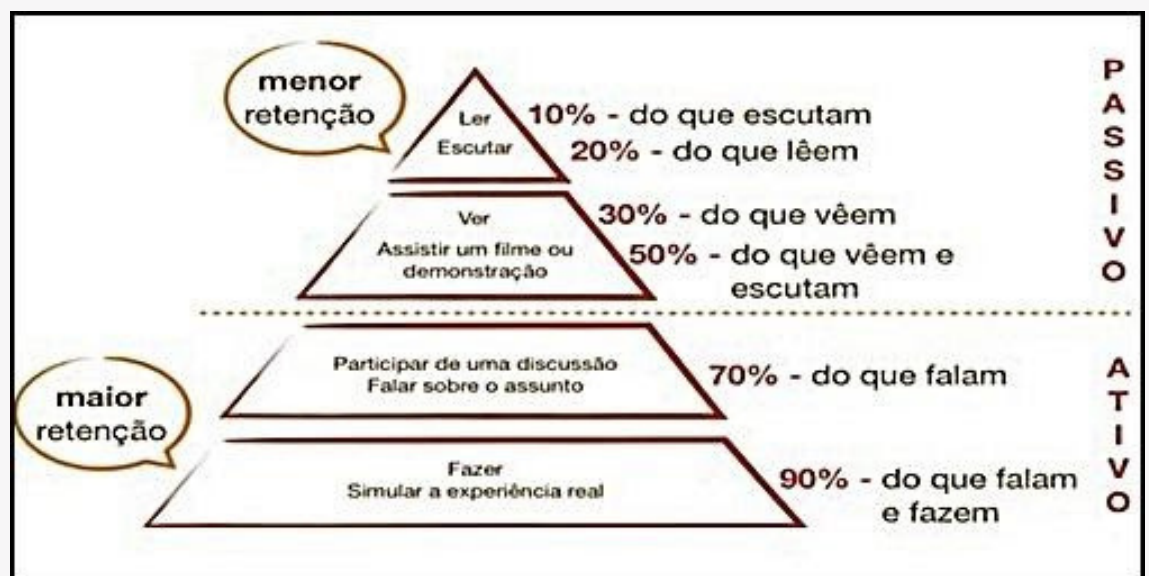 menor
retenção
Ler
Escutar
10% - do que escutam
20% - do que lêem
Ver
Assistir um filme ou
demonstração
30% - do que vêem
50% - do que vêem e
escutam
PASSIVO
maior
retenção
Participar de uma discussão
Falar sobre o assunto
70% - do que falam
Fazer
Simular a experiência real
90% - do que falam
e fazem
ATIVO